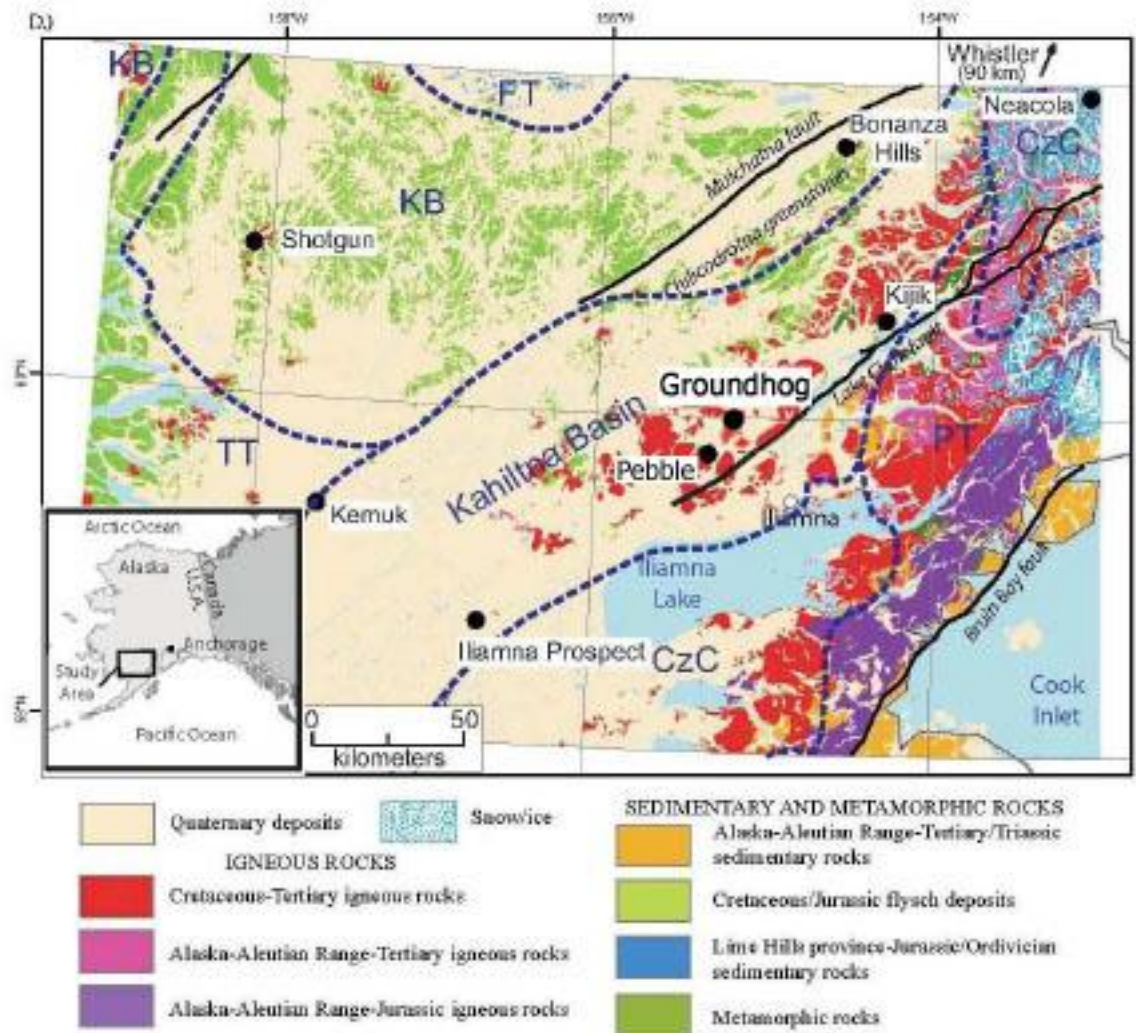 D.)
158°W
156°W
154°W
KB
FT
Whistler
(90 km)
Neacola
CzC
Bonanza
Hills
Mulchatna fault
KB
Chilicodrotna greenstone
Shotgun
Kijik
Lake Clark fault
Groundhog
PT
TT
Kahiltna Basin
Pebble
Kemuk
Iliamna
Iliamna
Lake
Bruin Bay fault
Iliamna Prospect
CzC
Cook
Inlet
Arctic Ocean
Alaska
Canada
U.S.A.
Anchorage
Study
Area
Pacific Ocean
0
50
kilometers
Quaternary deposits
Snow/ice
IGNEOUS ROCKS
Cretaceous-Tertiary igneous rocks
Alaska-Aleutian Range-Tertiary igneous rocks
Alaska-Aleutian Range-Jurassic igneous rocks
SEDIMENTARY AND METAMORPHIC ROCKS
Alaska-Aleutian Range-Tertiary/Triassic
sedimentary rocks
Cretaceous/Jurassic flysch deposits
Lime Hills province-Jurassic/Ordivician
sedimentary rocks
Metamorphic rocks